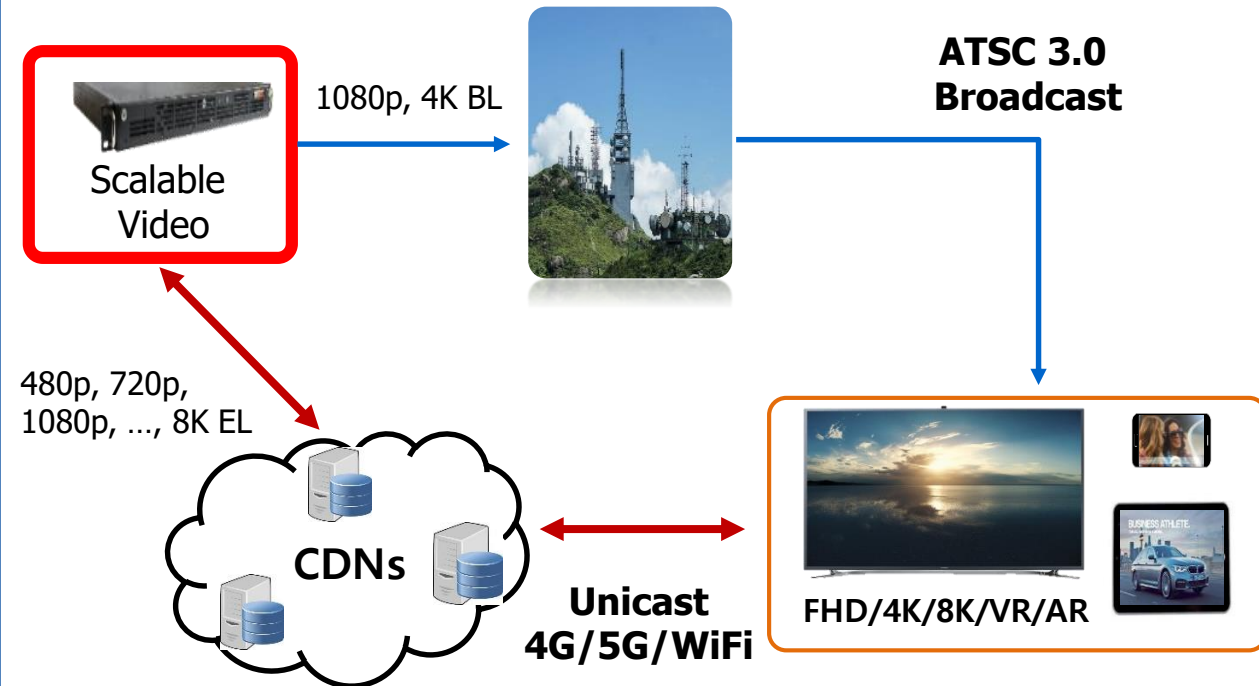 Scalable
Video
1080p, 4K BL
ATSC 3.0
Broadcast
480p, 720p,
1080p, ..., 8K EL
CDNs
Unicast
4G/5G/WiFi
BUSINESS ATHLETE.
FHD/4K/8K/VR/AR